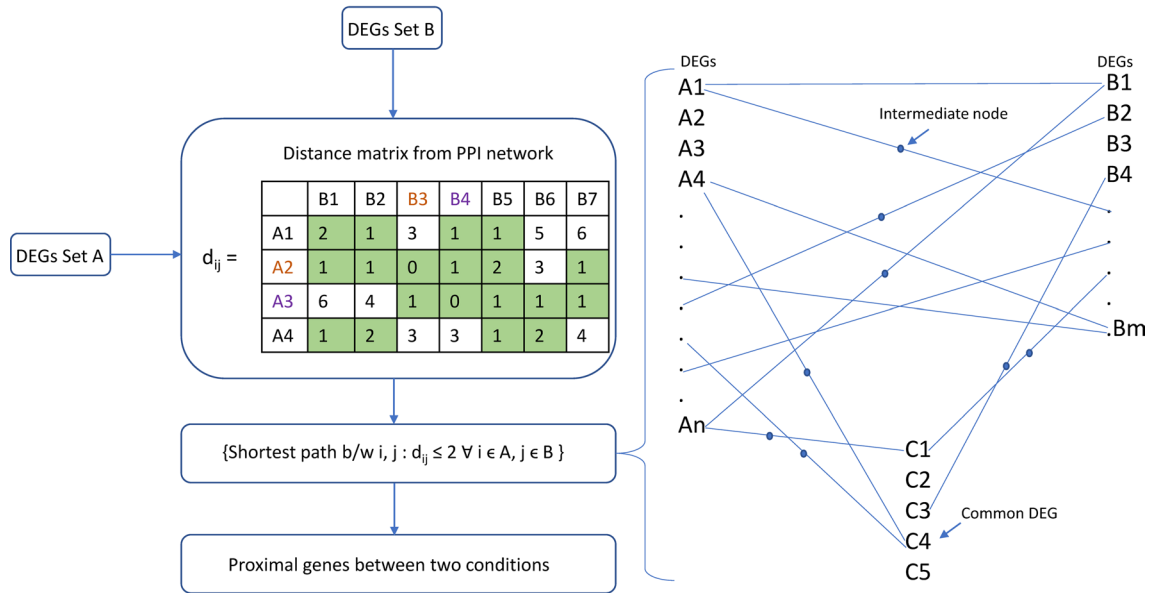 DEGs Set B
DEGs Set A
Distance matrix from PPI network
d_ij =
B1 B2 B3 B4 B5 B6 B7
A1 2 1 3 1 1 5 6
A2 1 1 0 1 2 3 1
A3 6 4 1 0 1 1 1
A4 1 2 3 3 1 2 4
{Shortest path b/w i, j : d_ij ≤ 2 ∀ i ϵ A, j ϵ B }
Proximal genes between two conditions
DEGs
A1
A2
A3
A4
.
.
.
.
.
.
.
An
Intermediate node
DEGs
B1
B2
B3
B4
.
.
.
.
.Bm
C1
C2
C3
C4
C5
Common DEG